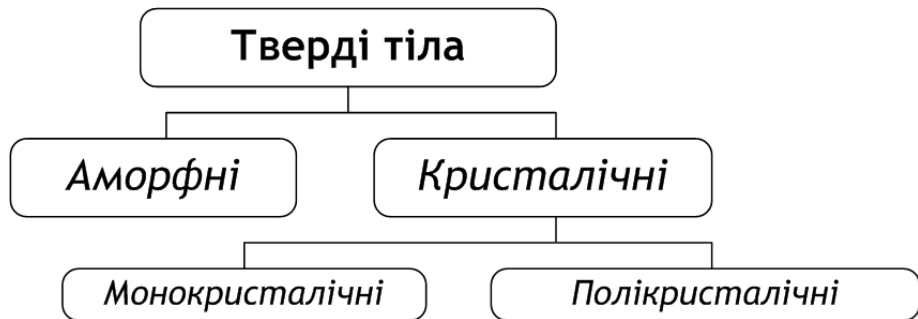 Тверді тіла
Аморфні
Кристалічні
Монокристалічні
Полікристалічні